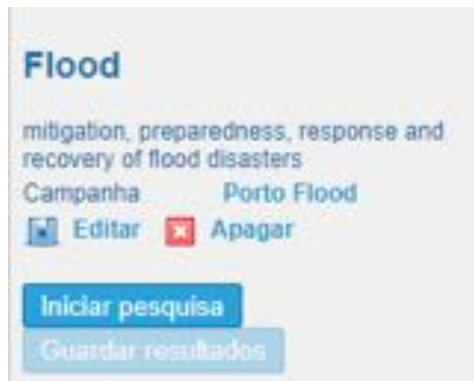 Flood
mitigation, preparedness, response and
recovery of flood disasters
Campanha Porto Flood
Editar Apagar
Iniciar pesquisa
Guardar resultados